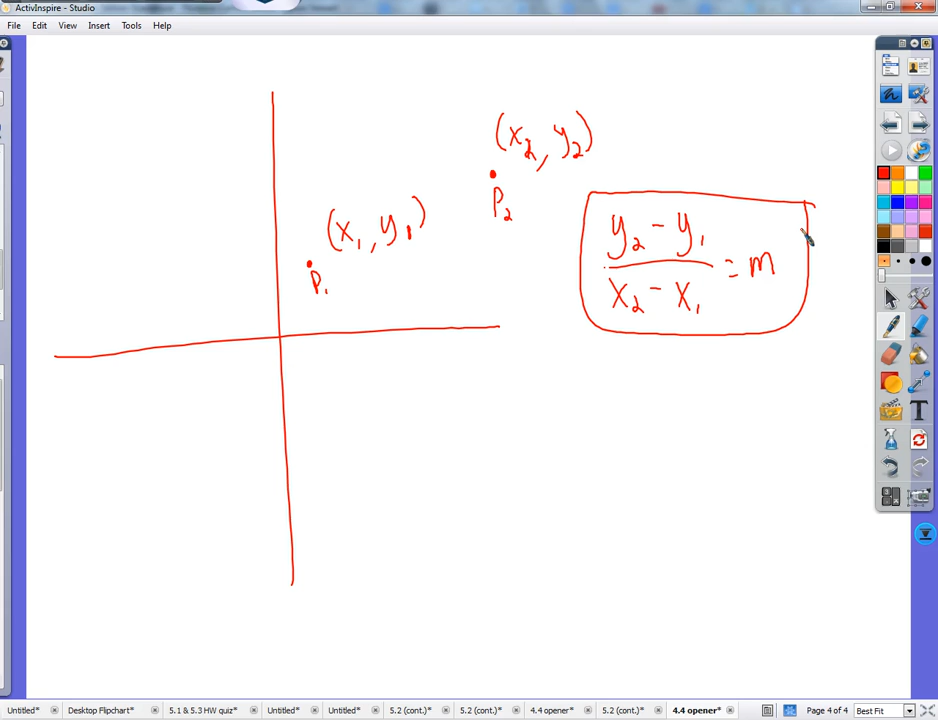 ActivInspire - Studio
File Edit View Insert Tools Help
(x₂, y₂)
P₂
(x₁, y₁)
P₁
y₂ - y₁
x₂ - x₁
= m
T
Untitled* Desktop Flipchart* 5.1 & 5.3 HW quiz* Untitled* Untitled* 5.2 (cont.)* 5.2 (cont.)* 4.4 opener* 5.2 (cont.)* 4.4 opener* Page 4 of 4 Best Fit